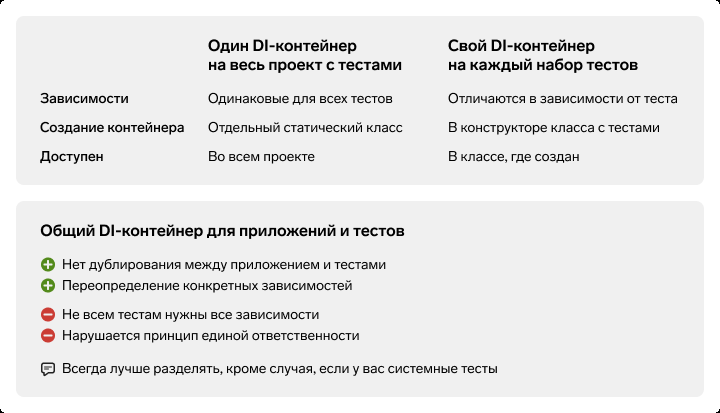 Один DI-контейнер
на весь проект с тестами
Свой DI-контейнер
на каждый набор тестов
Зависимости Одинаковые для всех тестов Отличаются в зависимости от теста
Создание контейнера Отдельный статический класс В конструкторе класса с тестами
Доступен Во всем проекте В классе, где создан
Общий DI-контейнер для приложений и тестов
Нет дублирования между приложением и тестами
Переопределение конкретных зависимостей
Не всем тестам нужны все зависимости
Нарушается принцип единой ответственности
Всегда лучше разделять, кроме случая, если у вас системные тесты